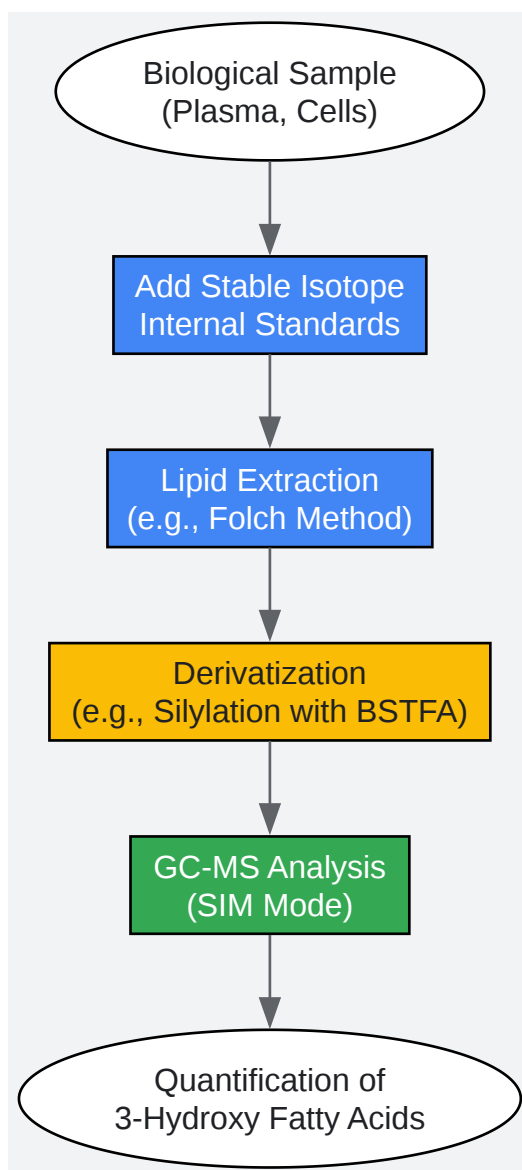 Biological Sample
(Plasma, Cells)
Add Stable Isotope
Internal Standards
Lipid Extraction
(e.g., Folch Method)
Derivatization
(e.g., Silylation with BSTFA)
GC-MS Analysis
(SIM Mode)
Quantification of
3-Hydroxy Fatty Acids